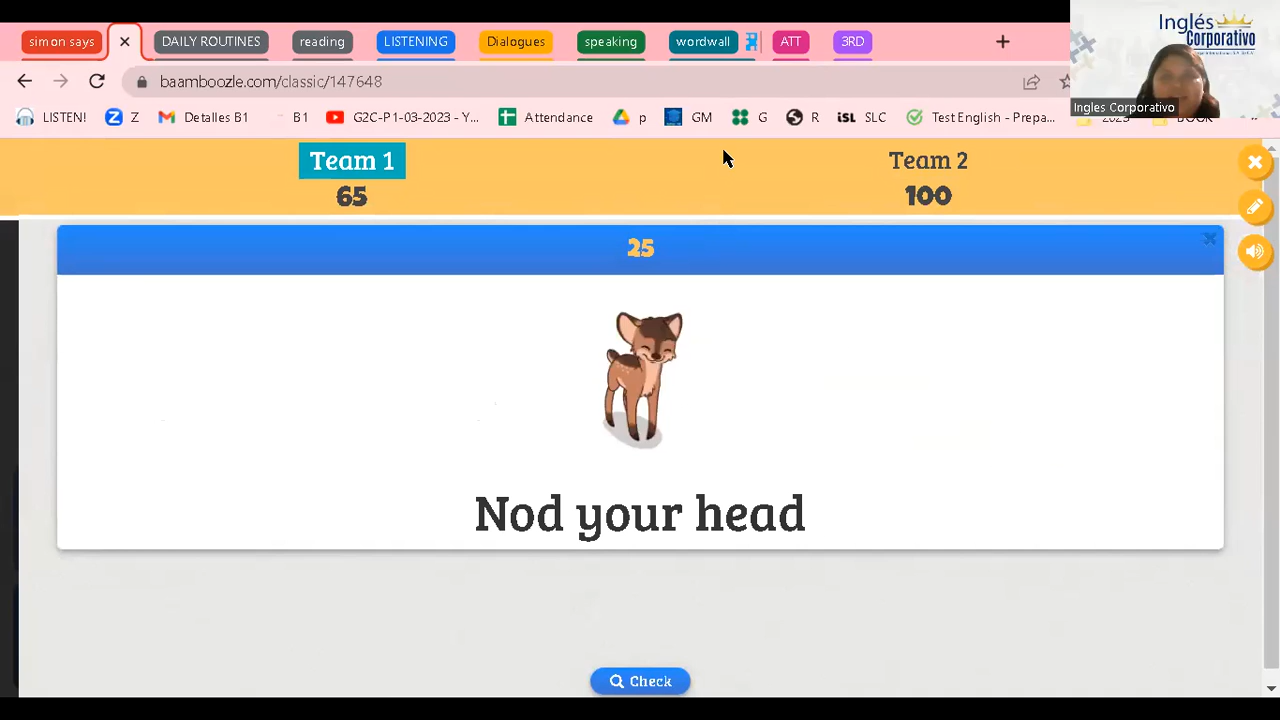 simon says
DAILY ROUTINES
reading
LISTENING
Dialogues
speaking
wordwall
ATT
3RD
Inglés
Corporativo
baamboozle.com/classic/147648
Ingles Corporativo
LISTEN!
Z
Detalles B1
B1
G2C-P1-03-2023 - Y...
Attendance
p
GM
G
R
iSL SLC
Test English - Prepa...
Team 1
65
Team 2
100
25
Nod your head
Check